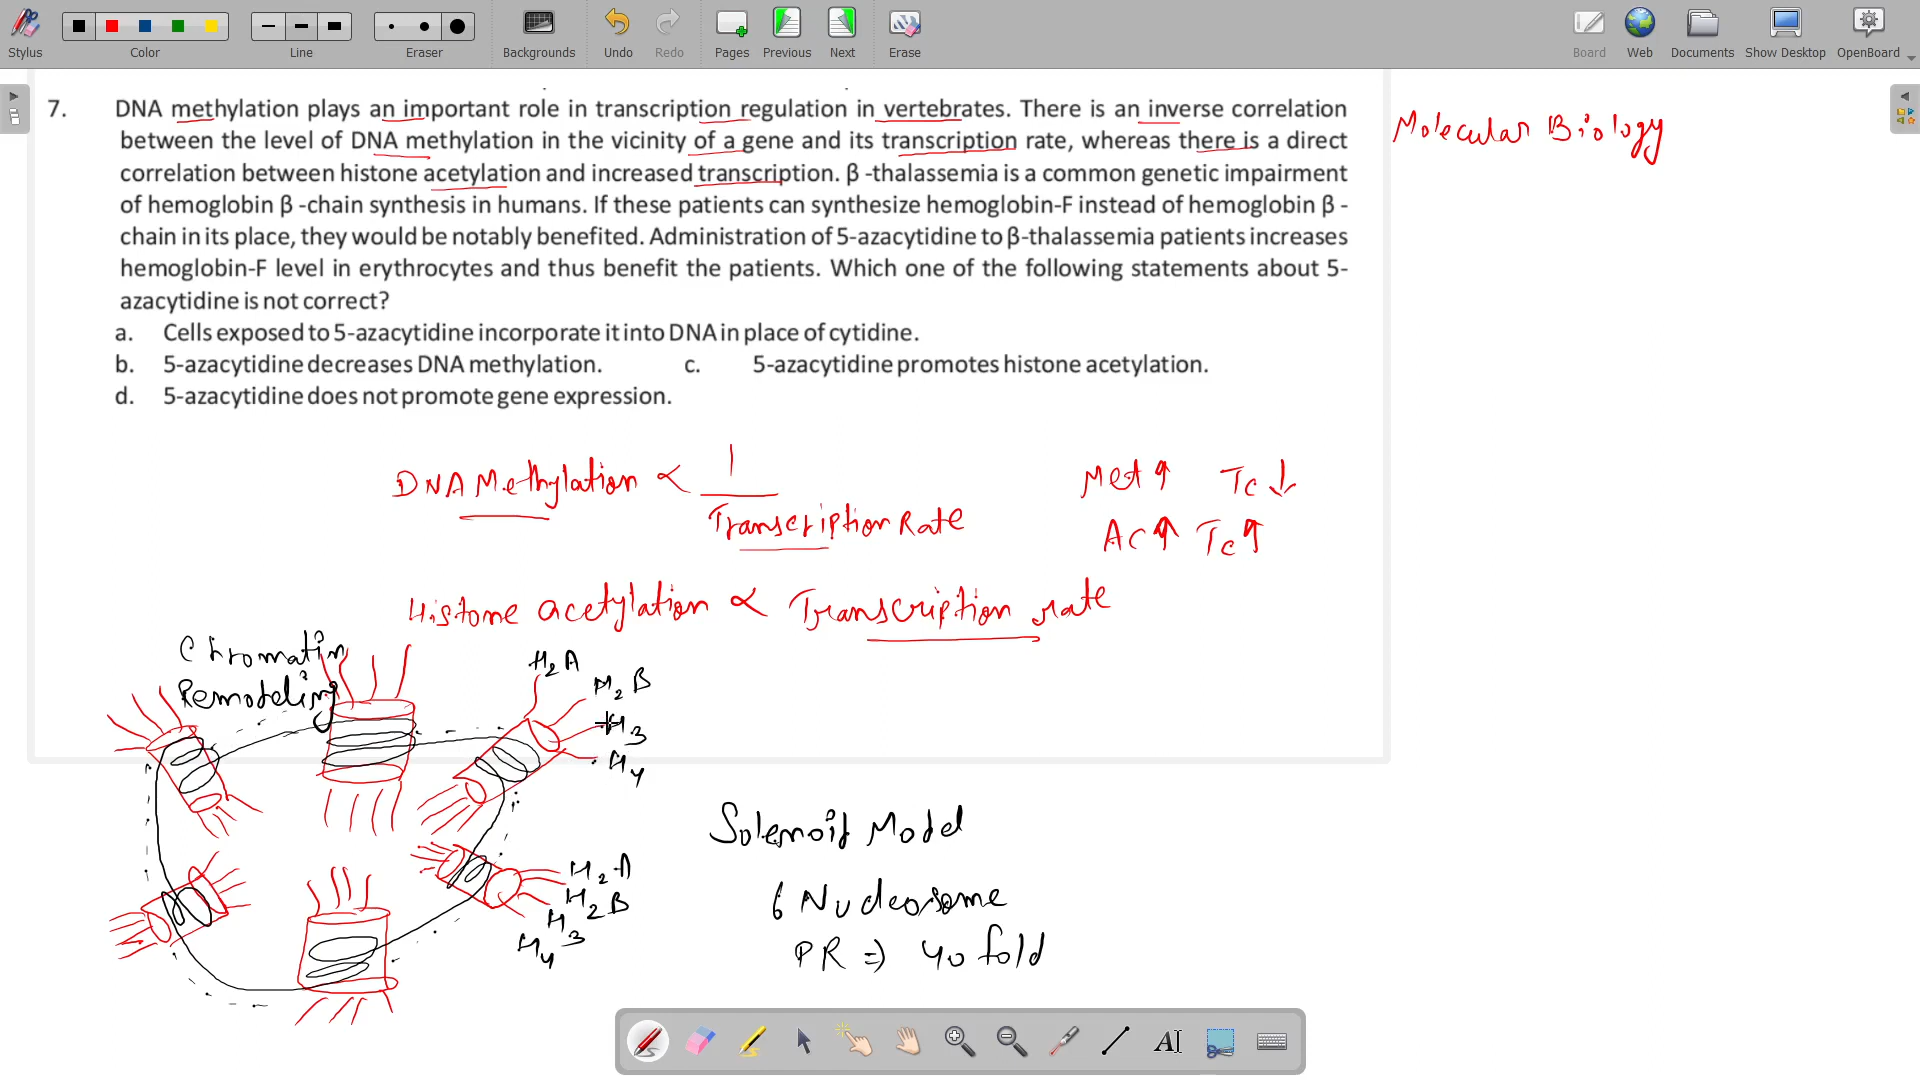 Stylus
Color
Line
Eraser
Backgrounds
Undo
Redo
Pages
Previous
Next
Erase
Board
Web
Documents
Show Desktop
OpenBoard
7. DNA methylation plays an important role in transcription regulation in vertebrates. There is an inverse correlation
between the level of DNA methylation in the vicinity of a gene and its transcription rate, whereas there is a direct
correlation between histone acetylation and increased transcription. β -thalassemia is a common genetic impairment
of hemoglobin β -chain synthesis in humans. If these patients can synthesize hemoglobin-F instead of hemoglobin β -
chain in its place, they would be notably benefited. Administration of 5-azacytidine to β-thalassemia patients increases
hemoglobin-F level in erythrocytes and thus benefit the patients. Which one of the following statements about 5-
azacytidine is not correct?
a. Cells exposed to 5-azacytidine incorporate it into DNA in place of cytidine.
b. 5-azacytidine decreases DNA methylation. c. 5-azacytidine promotes histone acetylation.
d. 5-azacytidine does not promote gene expression.
Molecular Biology
DNA Methylation ∝ 1
Transcription Rate
Met ↑ Tc ↓
Ac ↑ Tc ↑
Histone acetylation ∝ Transcription rate
Chromatin
Remodeling
H2A
H2B
H3
H4
H2A
H2B
H3
H4
Solenoid Model
6 Nucleosome
PR ⇒ 40 fold
AI